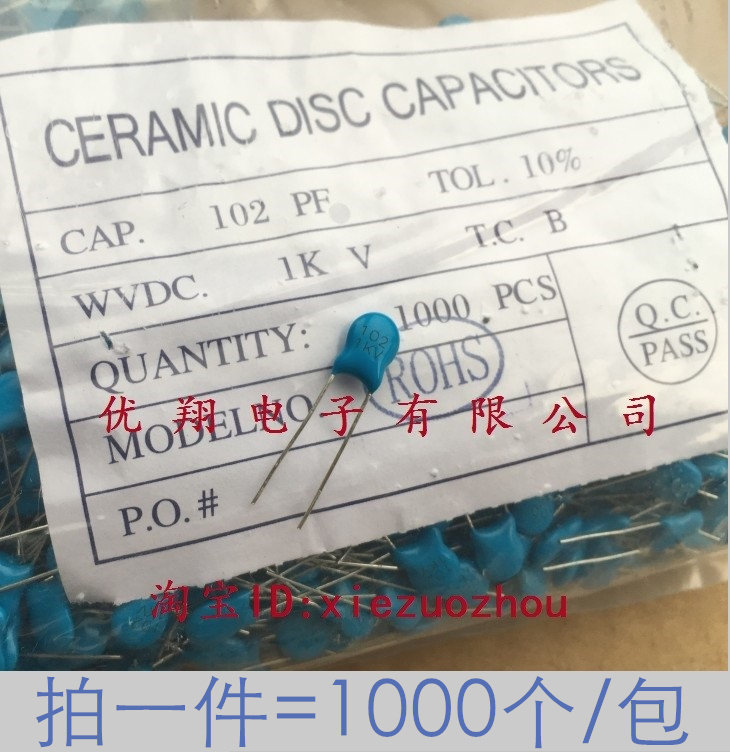 CERAMIC DISC CAPACITORS
CAP. 102 PF TOL. 10%
WVDC. 1K V T.C. B
QUANTITY: 1000 PCS
102
1KV
ROHS
Q.C.
PASS
MODELNO
优翔电子有限公司
P.O.#
淘宝ID:xiezuozhou
拍一件=1000个/包